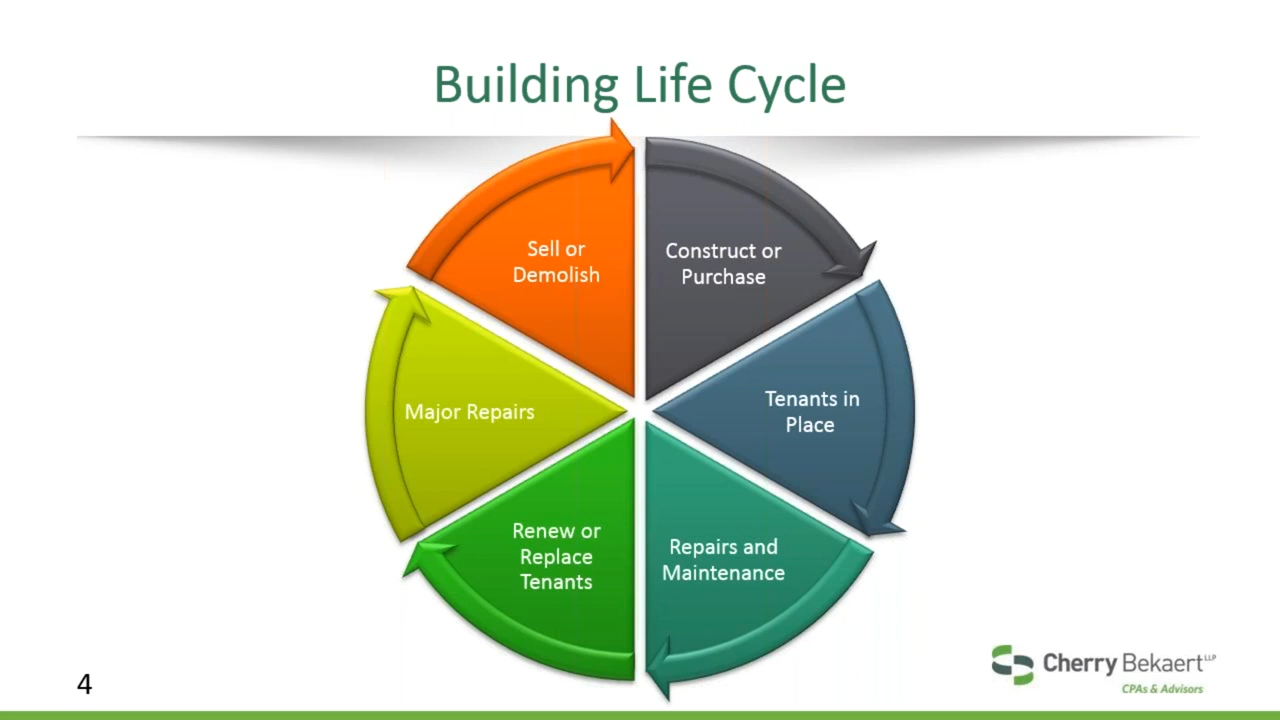 Building Life Cycle
Sell or
Demolish
Construct or
Purchase
Major Repairs
Tenants in
Place
Renew or
Replace
Tenants
Repairs and
Maintenance
4
Cherry Bekaert LLP
CPAs & Advisors